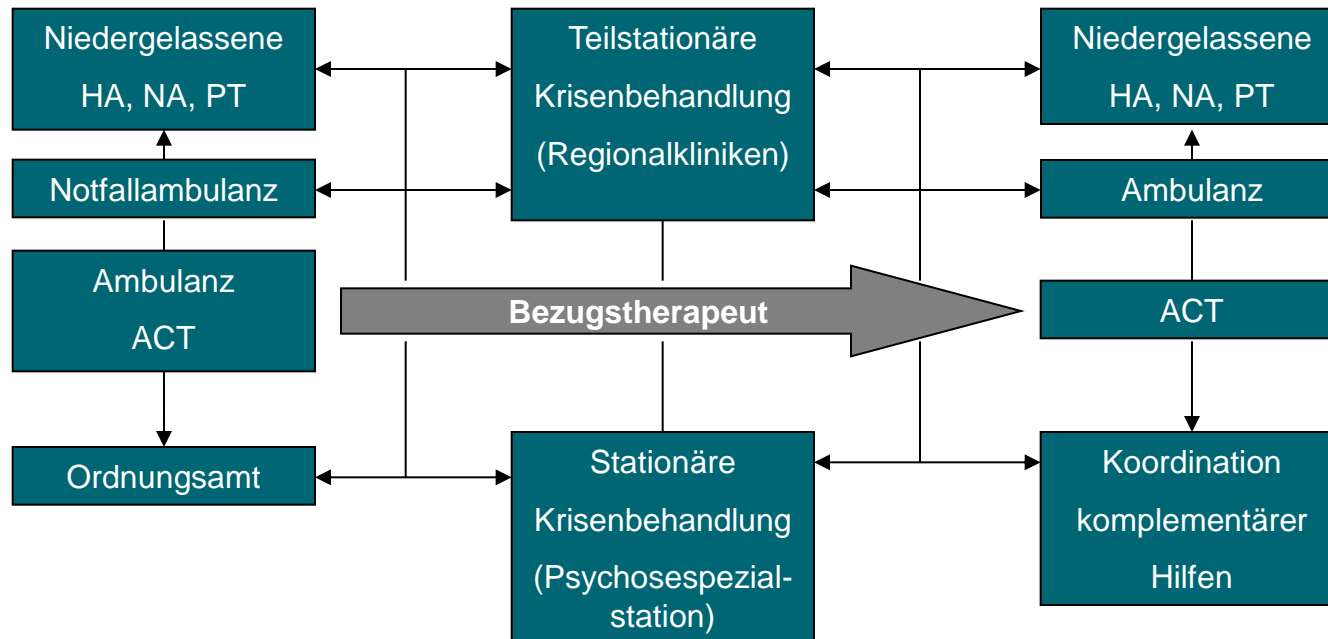 Niedergelassene
HA, NA, PT
Notfallambulanz
Ambulanz
ACT
Ordnungsamt
Teilstationäre
Krisenbehandlung
(Regionalkliniken)
Bezugstherapeut
Stationäre
Krisenbehandlung
(Psychosespezial-
station)
Niedergelassene
HA, NA, PT
Ambulanz
ACT
Koordination
komplementärer
Hilfen